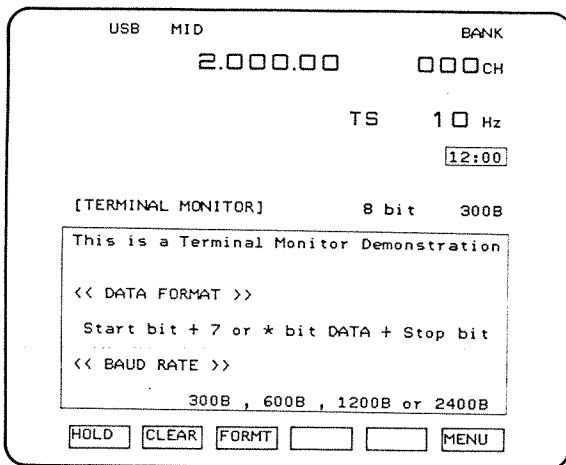 USB MID BANK
2.000.00 000CH
TS 10 Hz
12:00
[TERMINAL MONITOR] 8 bit 300B
This is a Terminal Monitor Demonstration
<< DATA FORMAT >>
Start bit + 7 or * bit DATA + Stop bit
<< BAUD RATE >>
300B , 600B , 1200B or 2400B
HOLD CLEAR FORMT MENU